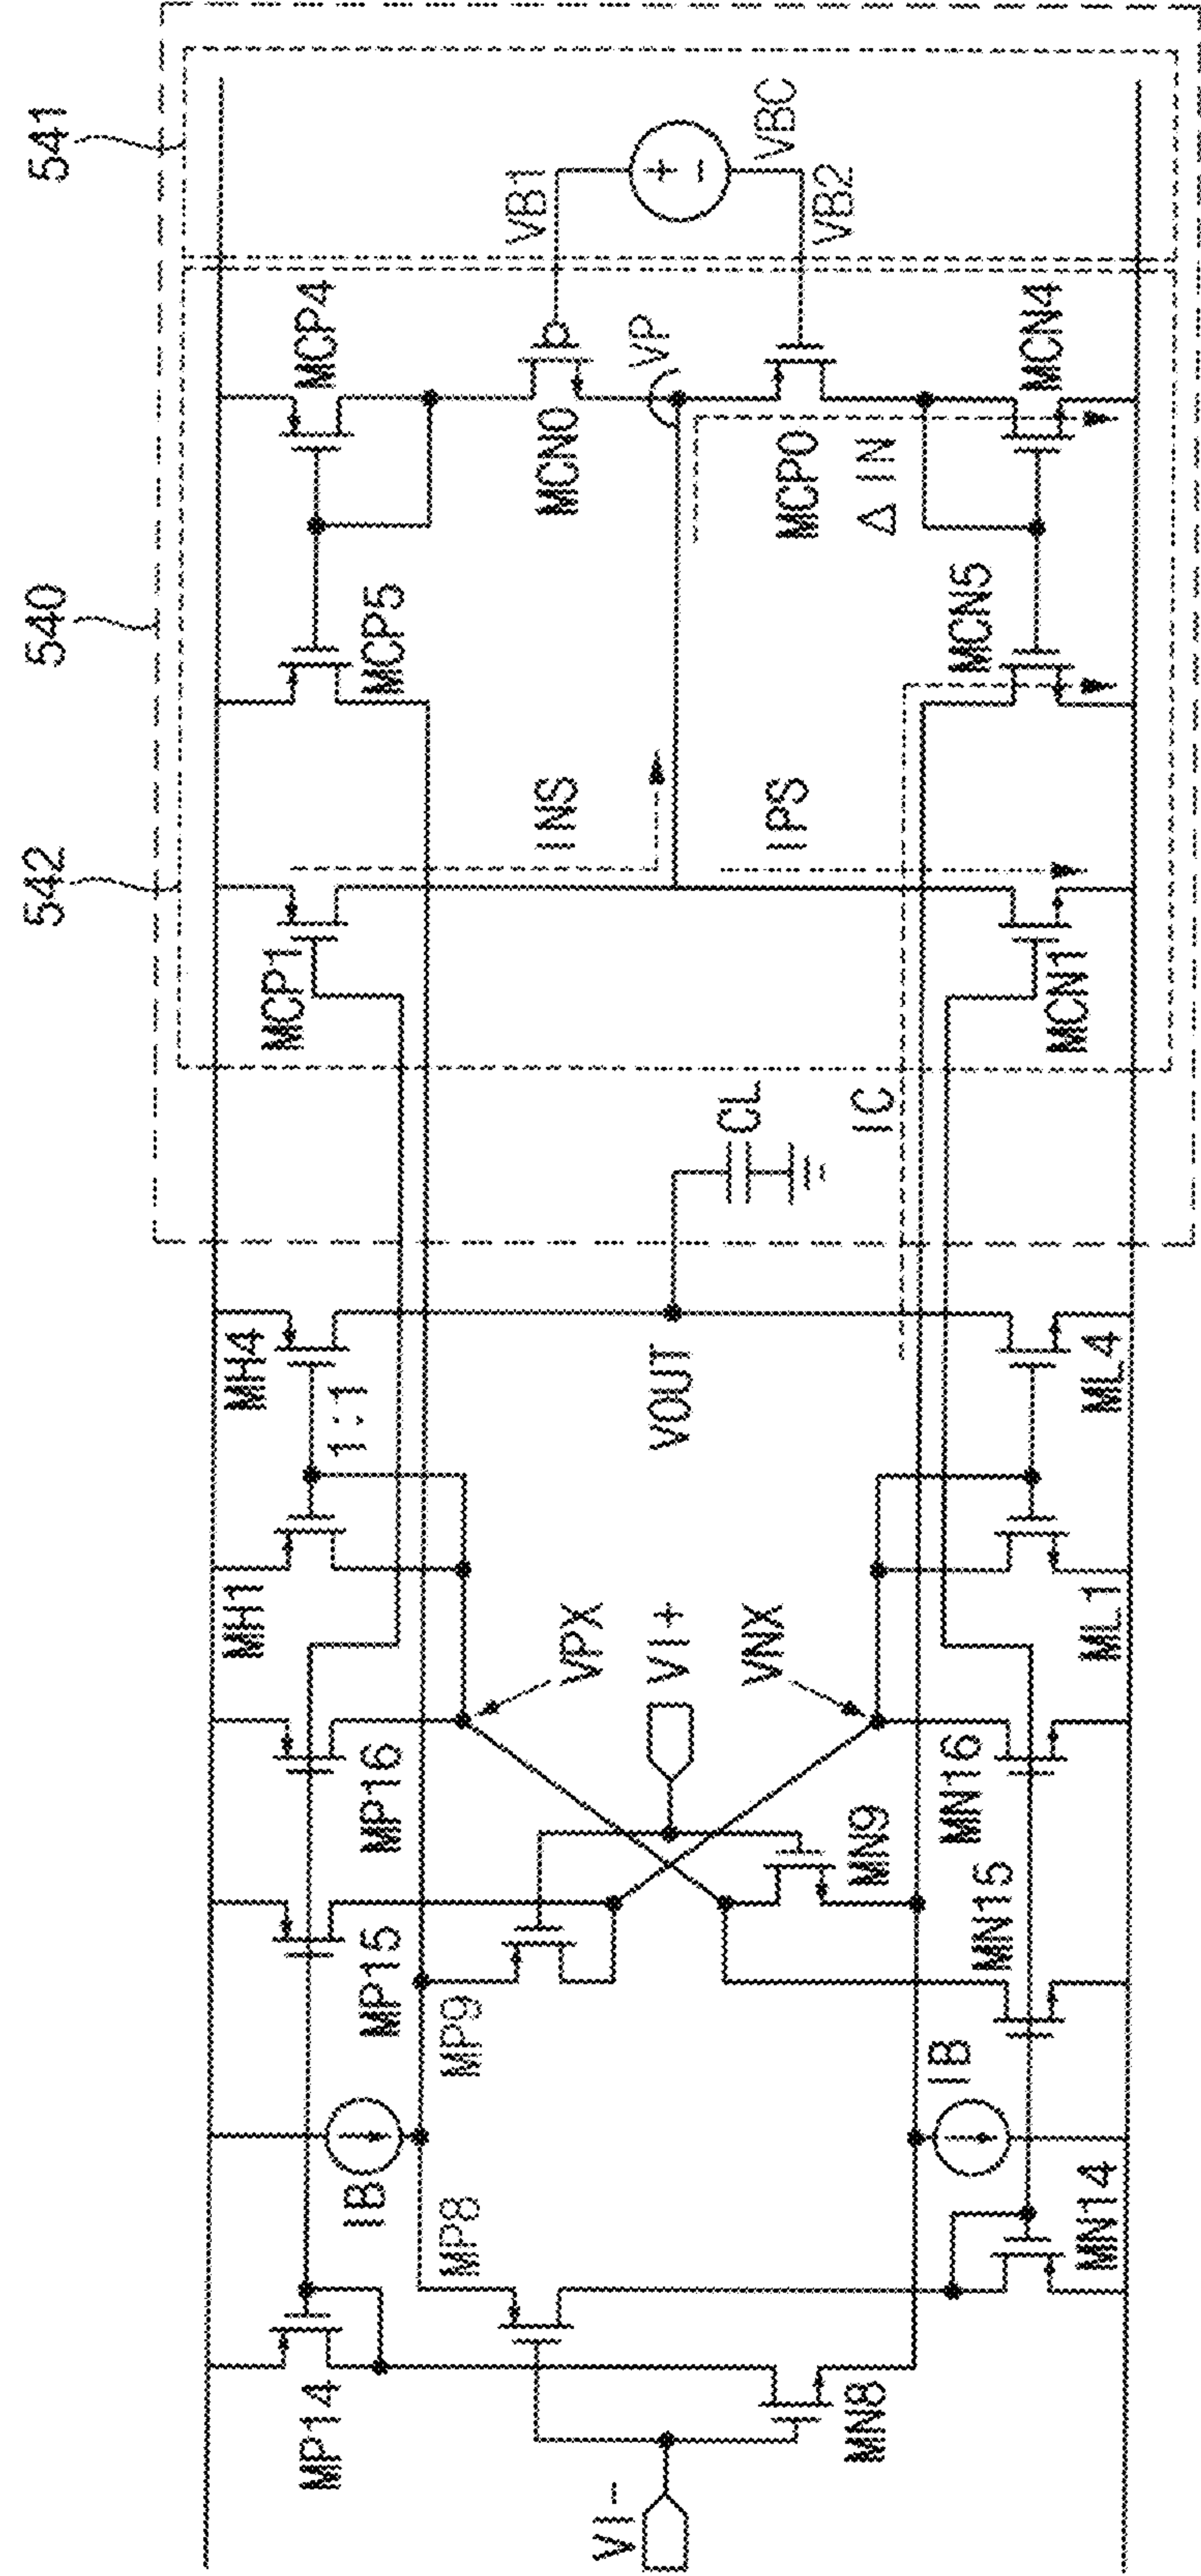 541
540
542
VB1
VBC
VB2
MCP4
MCN0
VP
MCP0
MCN4
Δ IN
MCP5
MCN5
INS
IPS
MCP1
MCN1
CL
IC
MH4
1:1
VOUT
ML4
MH1
VPX
VI+
VNX
ML1
MP16
MN16
MN9
MP15
MN15
MP9
IB
IB
MP8
MN14
MP14
MN8
VI-